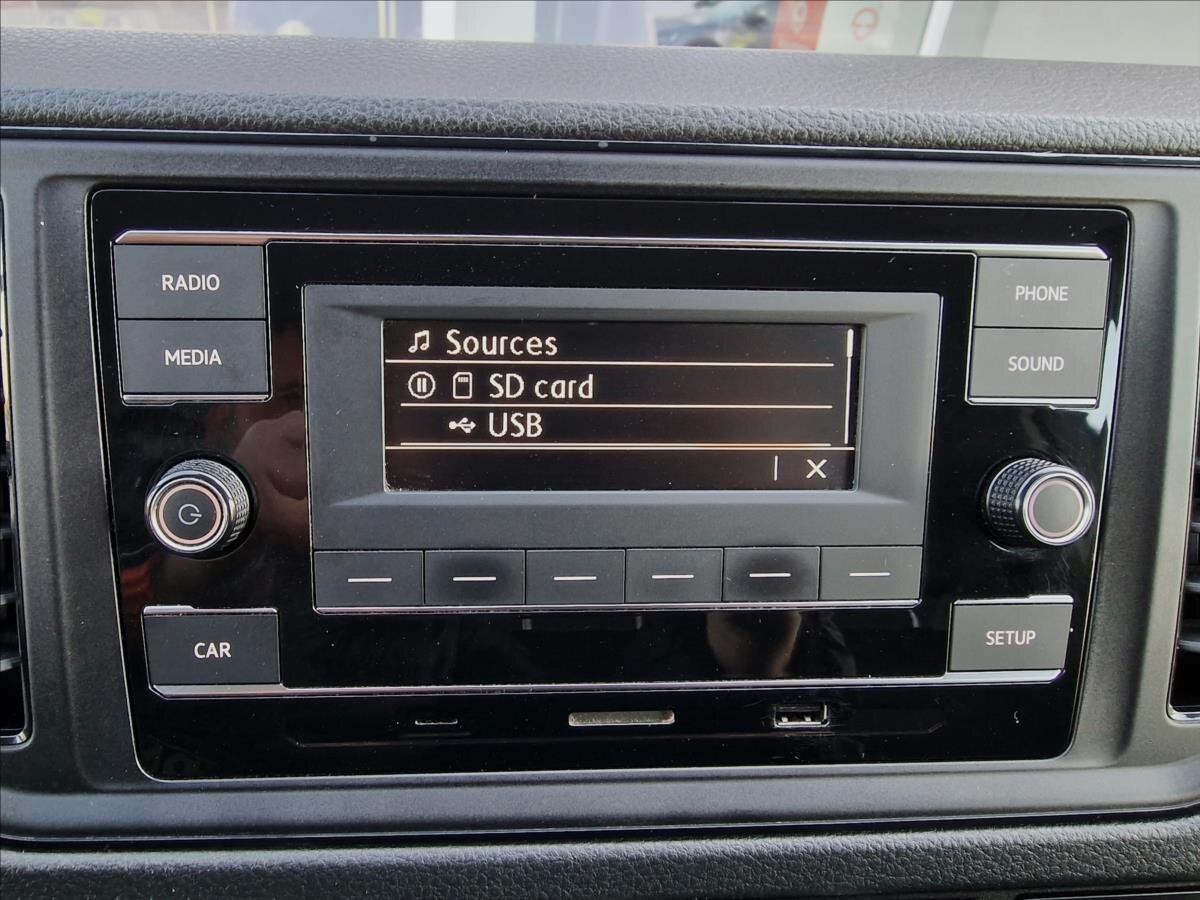 RADIO
MEDIA
Sources
SD card
USB
PHONE
SOUND
CAR
SETUP